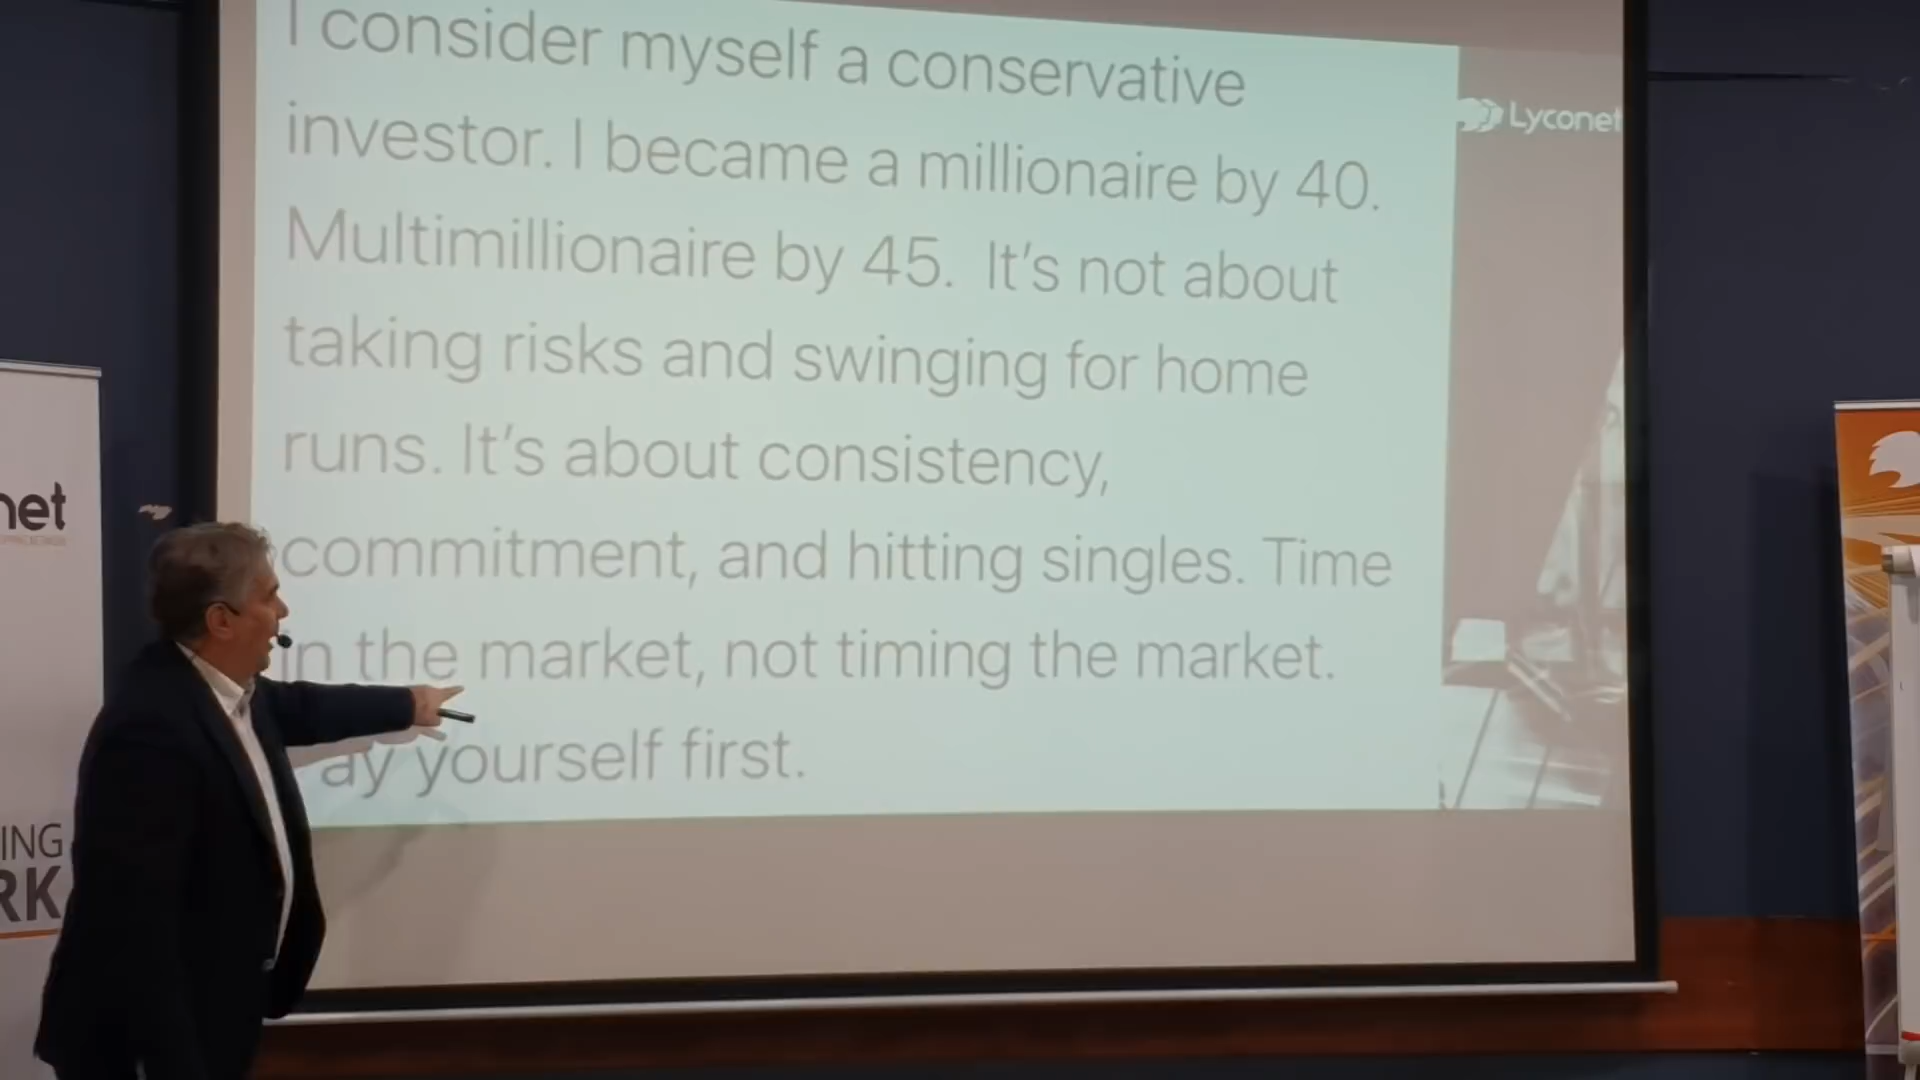 I consider myself a conservative
investor. I became a millionaire by 40.
Multimillionaire by 45. It's not about
taking risks and swinging for home
runs. It's about consistency,
commitment, and hitting singles. Time
in the market, not timing the market.
ay yourself first.
Lyconet
net
ING
RK